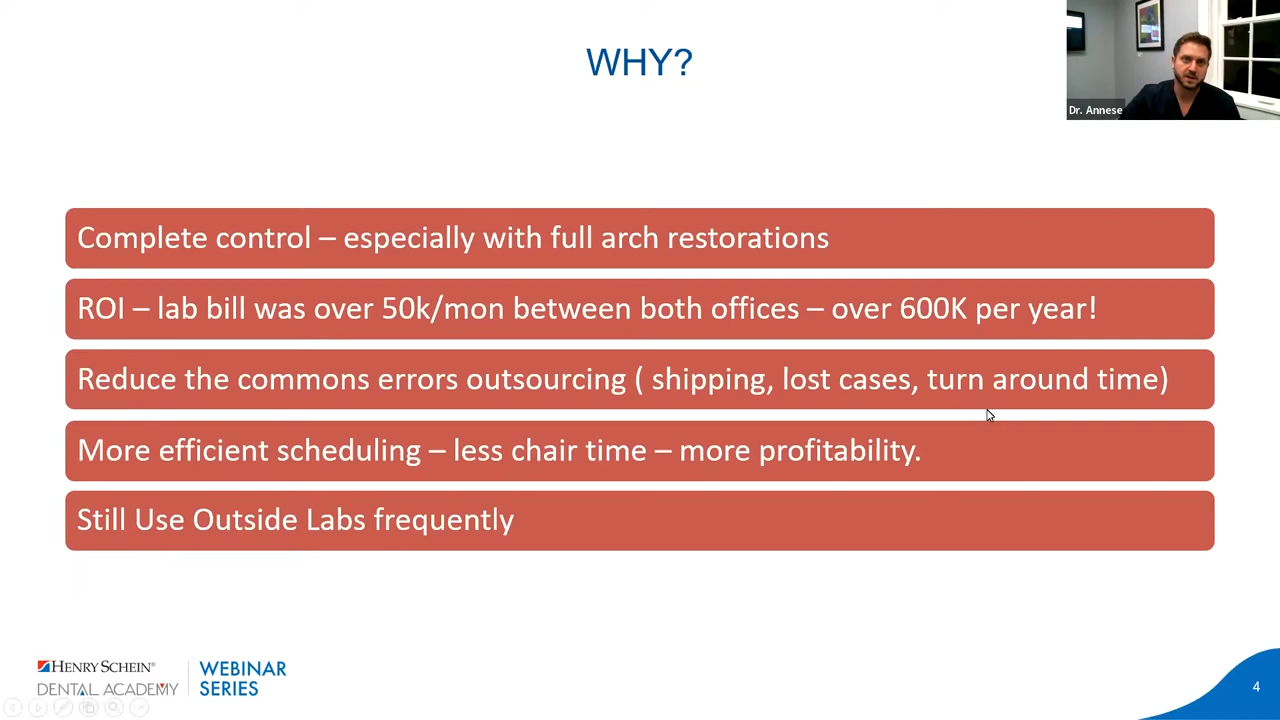 WHY?
Dr. Annese
Complete control – especially with full arch restorations
ROI – lab bill was over 50k/mon between both offices – over 600K per year!
Reduce the commons errors outsourcing ( shipping, lost cases, turn around time)
More efficient scheduling – less chair time – more profitability.
Still Use Outside Labs frequently
HENRY SCHEIN®
DENTAL ACADEMY
WEBINAR
SERIES
4